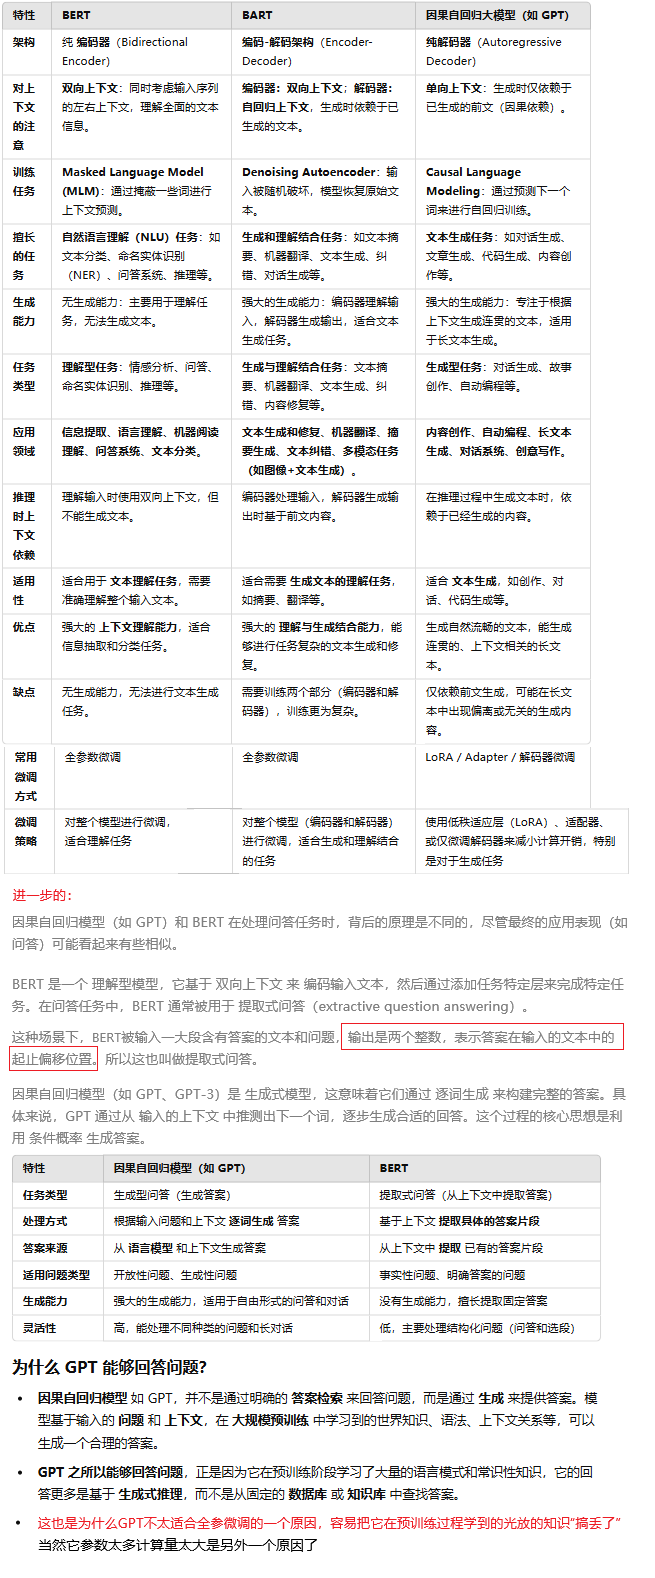 特性 BERT BART 因果自回归大模型（如 GPT）
架构 纯 编码器（Bidirectional Encoder） 编码-解码架构（Encoder-Decoder） 纯解码器（Autoregressive Decoder）
对上下文的注意 双向上下文：同时考虑输入序列的左右上下文，理解全面的文本信息。 编码器：双向上下文；解码器：自回归上下文，生成时依赖于已生成的文本。 单向上下文：生成时仅依赖于已生成的前文（因果依赖）。
训练任务 Masked Language Model (MLM)：通过掩蔽一些词进行上下文预测。 Denoising Autoencoder：输入被随机破坏，模型恢复原始文本。 Causal Language Modeling：通过预测下一个词来进行自回归训练。
擅长的任务 自然语言理解（NLU）任务：如文本分类、命名实体识别（NER）、问答系统、推理等。 生成和理解结合任务：如文本摘要、机器翻译、文本生成、纠错、对话生成等。 文本生成任务：如对话生成、文章生成、代码生成、内容创作等。
生成能力 无生成能力：主要用于理解任务，无法生成文本。 强大的生成能力：编码器理解输入，解码器生成输出，适合文本生成任务。 强大的生成能力：专注于根据上下文生成连贯的文本，适用于长文本生成。
任务类型 理解型任务：情感分析、问答、命名实体识别、推理等。 生成与理解结合任务：文本摘要、机器翻译、文本生成、纠错、内容修复等。 生成型任务：对话生成、故事创作、自动编程等。
应用领域 信息提取、语言理解、机器阅读理解、问答系统、文本分类。 文本生成和修复、机器翻译、摘要生成、文本纠错、多模态任务（如图像+文本生成）。 内容创作、自动编程、长文本生成、对话系统、创意写作。
推理时上下文依赖 理解输入时使用双向上下文，但不能生成文本。 编码器处理输入，解码器生成输出时基于前文内容。 在推理过程中生成文本时，依赖于已经生成的内容。
适用性 适合用于 文本理解任务，需要准确理解整个输入文本。 适合需要 生成文本的理解任务，如摘要、翻译等。 适合 文本生成，如创作、对话、代码生成等。
优点 强大的 上下文理解能力，适合信息抽取和分类任务。 强大的 理解与生成结合能力，能够进行任务复杂的文本生成和修复。 生成自然流畅的文本，能生成连贯的、上下文相关的长文本。
缺点 无生成能力，无法进行文本生成任务。 需要训练两个部分（编码器和解码器），训练更为复杂。 仅依赖前文生成，可能在长文本中出现偏离或无关的生成内容。
常用微调方式 全参数微调 全参数微调 LoRA / Adapter / 解码器微调
微调策略 对整个模型进行微调，适合理解任务 对整个模型（编码器和解码器）进行微调，适合生成和理解结合的任务 使用低秩适应层（LoRA）、适配器、或仅微调解码器来减小计算开销，特别是对于生成任务
进一步的：
因果自回归模型（如 GPT）和 BERT 在处理问答任务时，背后的原理是不同的，尽管最终的应用表现（如
问答）可能看起来有些相似。
BERT 是一个 理解型模型，它基于 双向上下文 来 编码输入文本，然后通过添加任务特定层来完成特定任
务。在问答任务中，BERT 通常被用于 提取式问答（extractive question answering）。
这种场景下，BERT被输入一大段含有答案的文本和问题，输出是两个整数，表示答案在输入的文本中的
起止偏移位置。所以这也叫做提取式问答。
因果自回归模型（如 GPT、GPT-3）是 生成式模型，这意味着它们通过 逐词生成 来构建完整的答案。具
体来说，GPT 通过从 输入的上下文 中推测出下一个词，逐步生成合适的回答。这个过程的核心思想是利
用 条件概率 生成答案。
特性 因果自回归模型（如 GPT） BERT
任务类型 生成型问答（生成答案） 提取式问答（从上下文中提取答案）
处理方式 根据输入问题和上下文 逐词生成 答案 基于上下文 提取具体的答案片段
答案来源 从 语言模型 和上下文生成答案 从上下文中 提取 已有的答案片段
适用问题类型 开放性问题、生成性问题 事实性问题、明确答案的问题
生成能力 强大的生成能力，适用于自由形式的问答和对话 没有生成能力，擅长提取固定答案
灵活性 高，能处理不同种类的问题和长对话 低，主要处理结构化问题（问答和选段）
为什么 GPT 能够回答问题?
• 因果自回归模型 如 GPT，并不是通过明确的 答案检索 来回答问题，而是通过 生成 来提供答案。模
型基于输入的 问题 和 上下文，在 大规模预训练 中学习到的世界知识、语法、上下文关系等，可以
生成一个合理的答案。
• GPT 之所以能够回答问题，正是因为它在预训练阶段学习了大量的语言模式和常识性知识，它的回
答更多是基于 生成式推理，而不是从固定的 数据库 或 知识库 中查找答案。
• 这也是为什么GPT不太适合全参微调的一个原因，容易把它在预训练过程学到的光放的知识“搞丢了”
当然它参数太多计算量太大是另外一个原因了